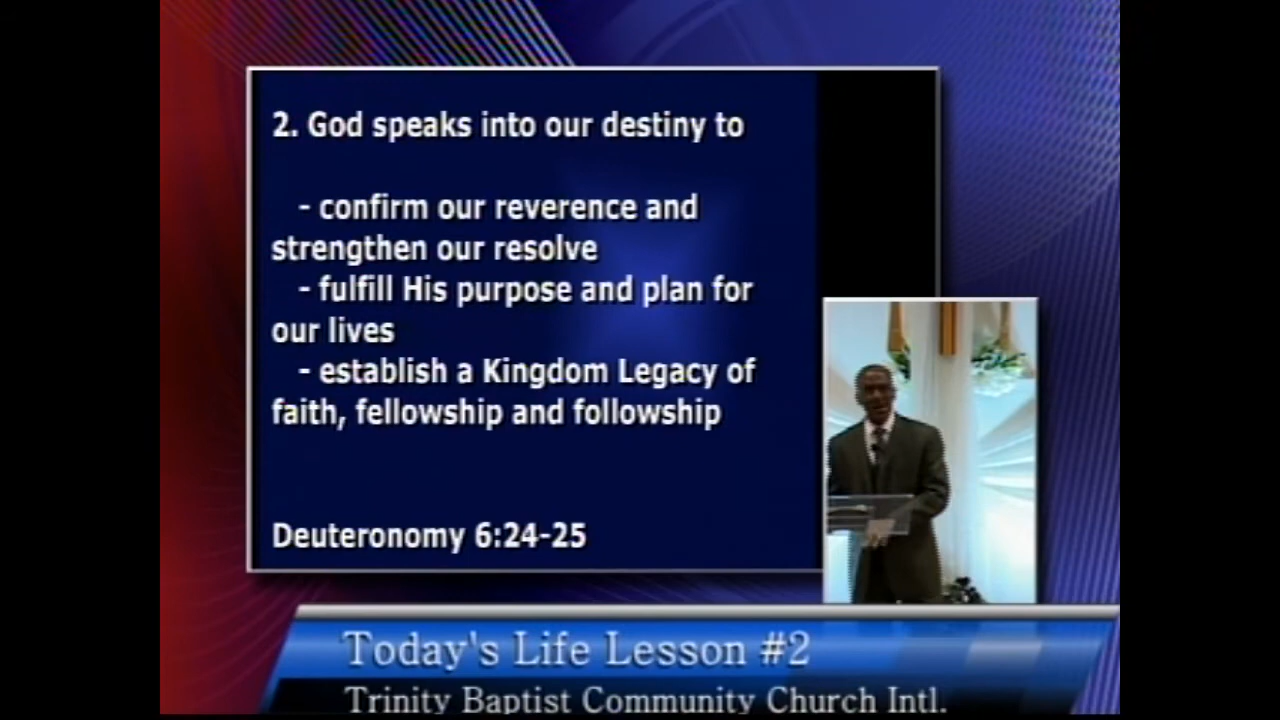 2. God speaks into our destiny to
- confirm our reverence and
strengthen our resolve
- fulfill His purpose and plan for
our lives
- establish a Kingdom Legacy of
faith, fellowship and followship
Deuteronomy 6:24-25
Today's Life Lesson #2
Trinity Baptist Community Church Intl.